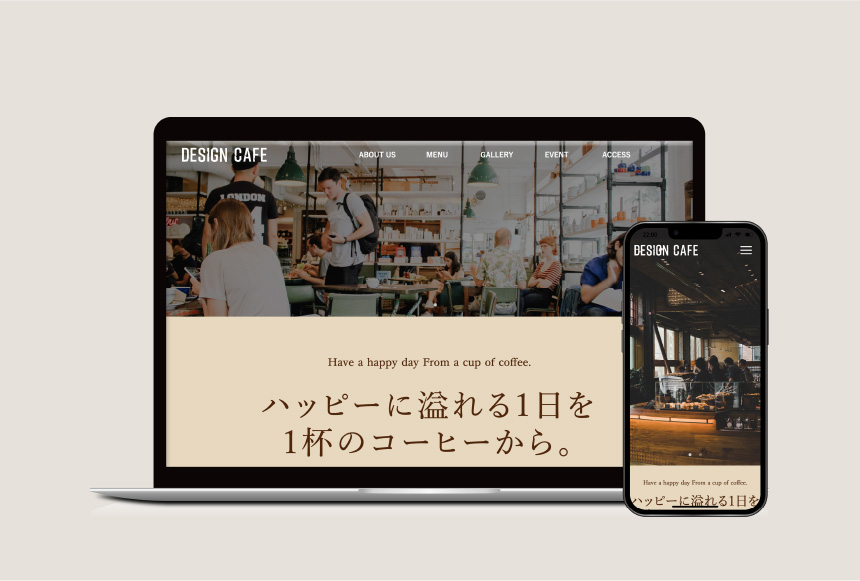 DESIGN CAFE
ABOUT US MENU GALLERY EVENT ACCESS
LONDON
Have a happy day From a cup of coffee.
ハッピーに溢れる1日を
1杯のコーヒーから。
DESIGN CAFE
Have a happy day From a cup of coffee.
ハッピーに溢れる1日を